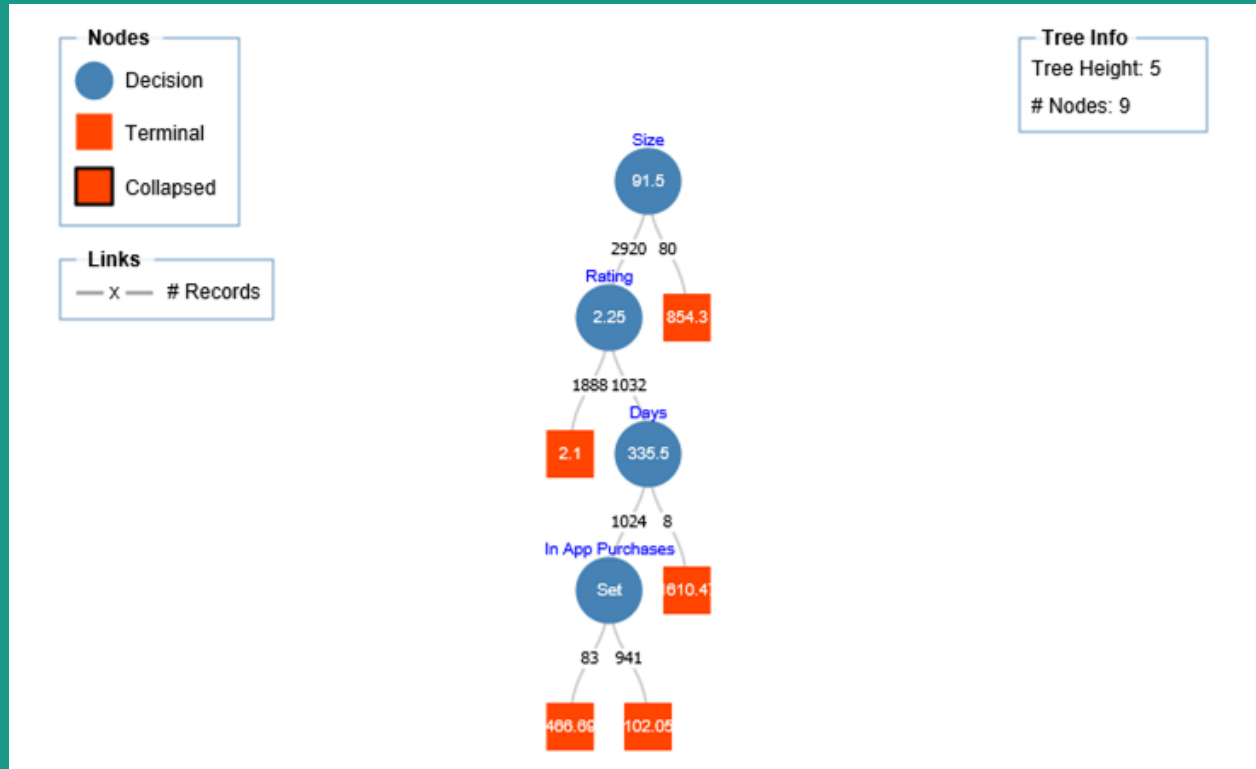 Nodes
Decision
Terminal
Collapsed
Links
x # Records
Tree Info
Tree Height: 5
# Nodes: 9
Size
91.5
2920 80
Rating
2.25
854.3
1888 1032
Days
2.1
335.5
1024 8
In App Purchases
Set
83 941
466.69
102.05